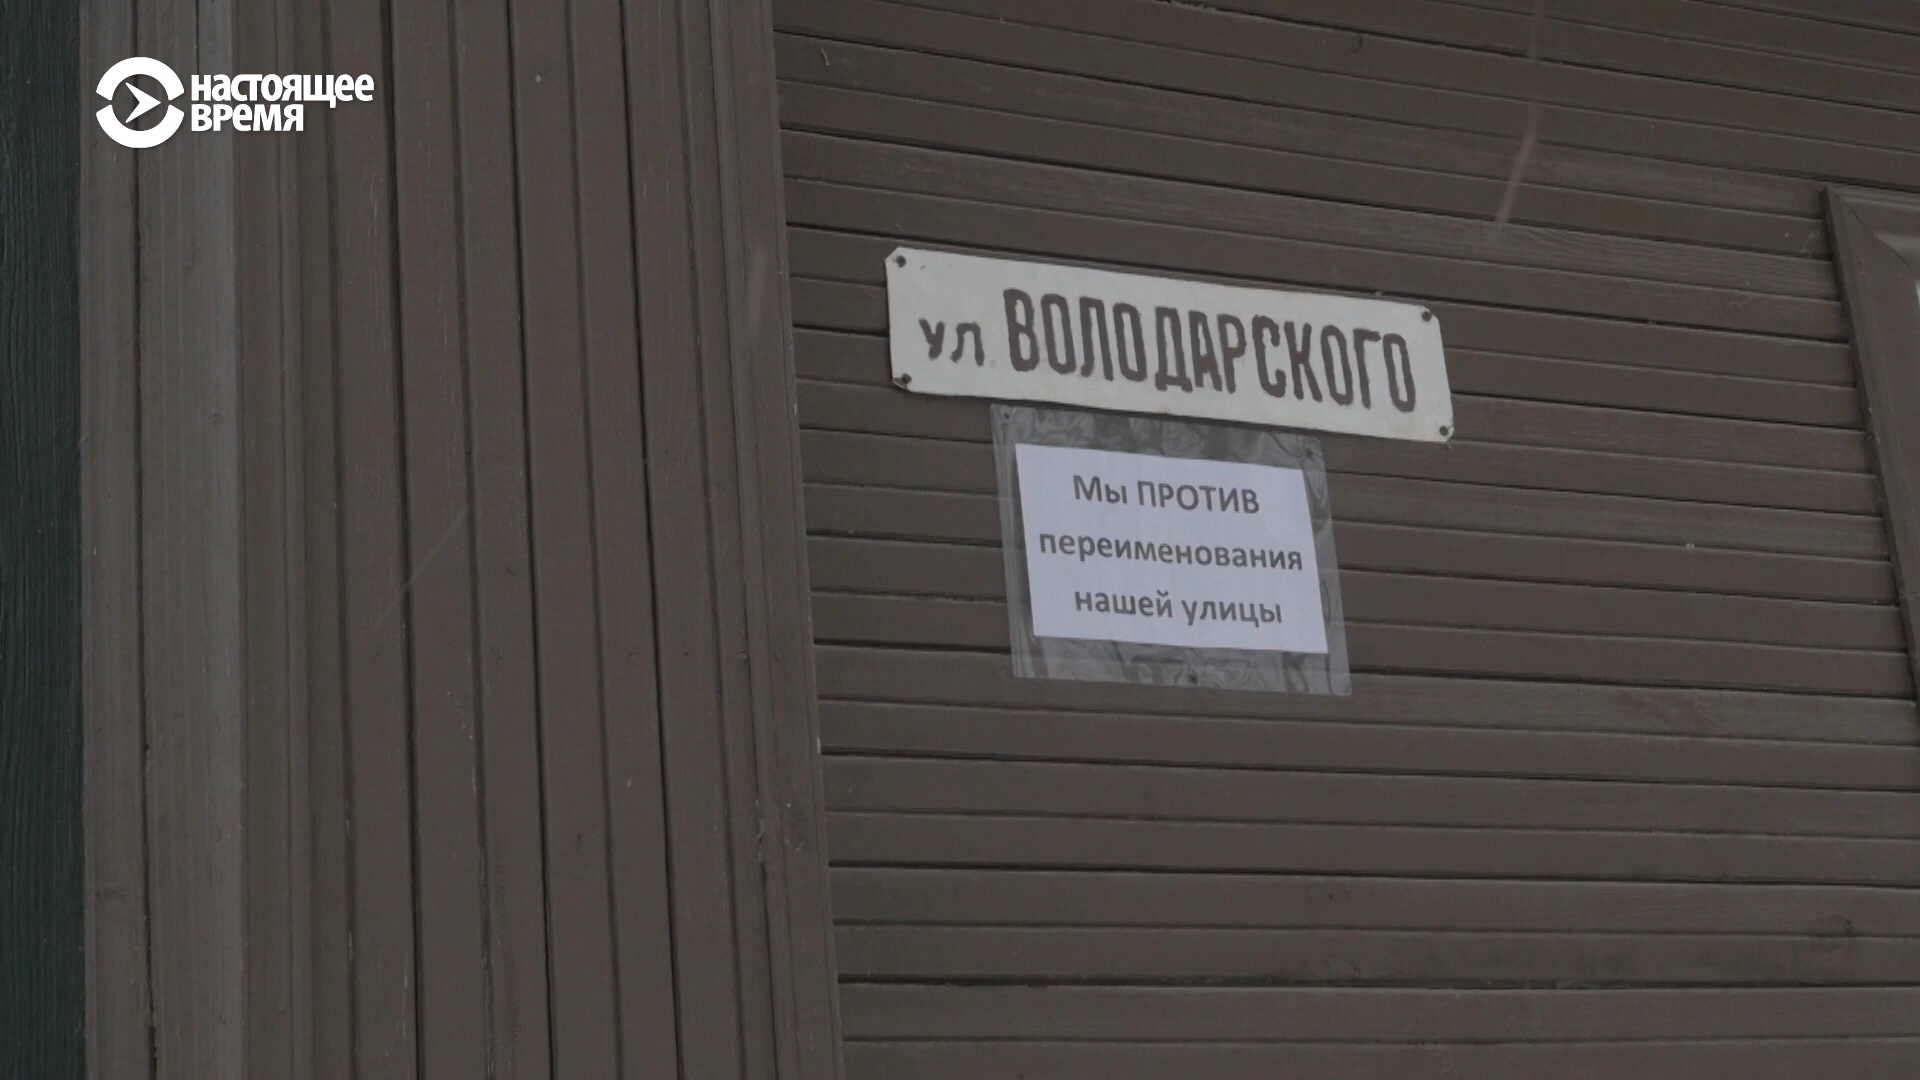 настоящее
время
ул ВОЛОДАРСКОГО
Мы ПРОТИВ
переименования
нашей улицы